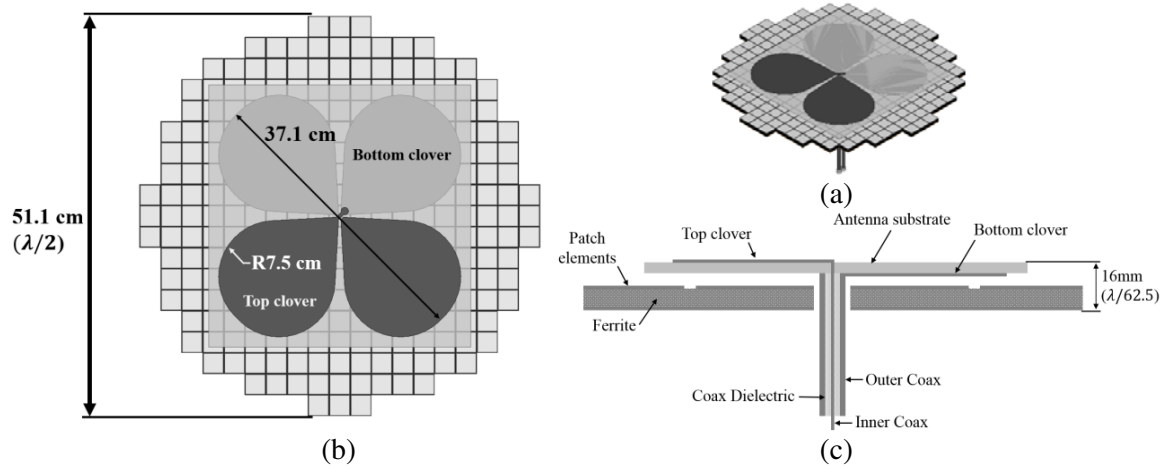 37.1 cm
Bottom clover
51.1 cm
(λ/2)
R7.5 cm
Top clover
(b)
(a)
Top clover
Antenna substrate
Bottom clover
Patch
elements
16mm
(λ/62.5)
Ferrite
Coax Dielectric
Outer Coax
Inner Coax
(c)